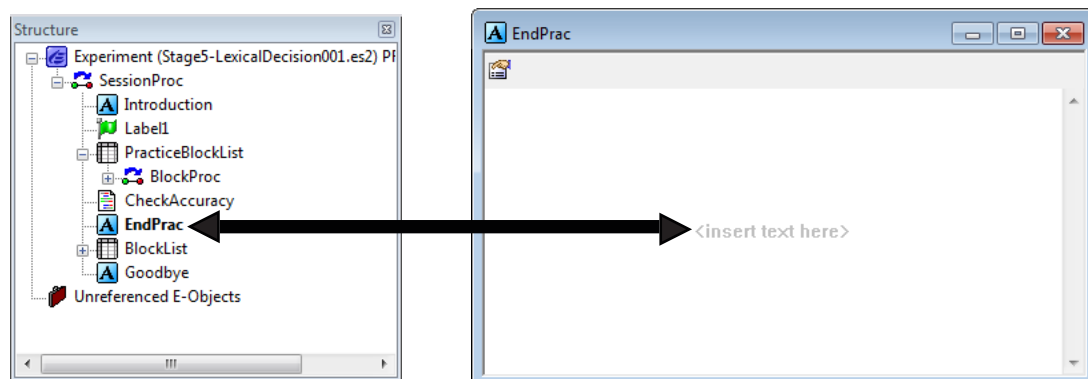 Structure
Experiment (Stage5-LexicalDecision001.es2) P
SessionProc
Introduction
Label1
PracticeBlockList
BlockProc
CheckAccuracy
EndPrac
BlockList
Goodbye
Unreferenced E-Objects
A EndPrac
<insert text here>